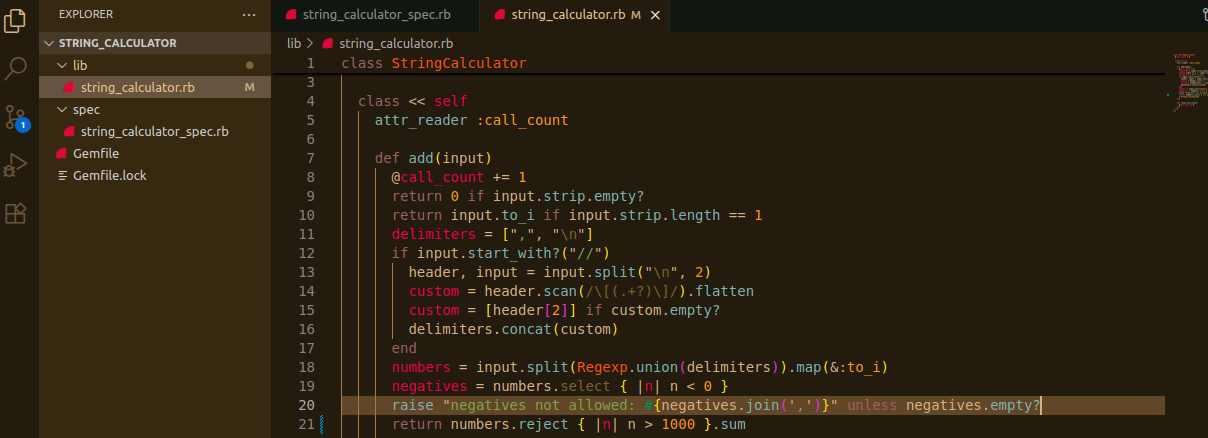 EXPLORER
string_calculator_spec.rb
string_calculator.rb M
STRING_CALCULATOR
lib
string_calculator.rb M
spec
string_calculator_spec.rb
Gemfile
Gemfile.lock
1
lib > string_calculator.rb
1 class StringCalculator
3
4 class << self
5 attr_reader :call_count
6
7 def add(input)
8 @call_count += 1
9 return 0 if input.strip.empty?
10 return input.to_i if input.strip.length == 1
11 delimiters = [",", "\n"]
12 if input.start_with?("//")
13 header, input = input.split("\n", 2)
14 custom = header.scan(/\[(.+?)\]/).flatten
15 custom = [header[2]] if custom.empty?
16 delimiters.concat(custom)
17 end
18 numbers = input.split(Regexp.union(delimiters)).map(&:to_i)
19 negatives = numbers.select { |n| n < 0 }
20 raise "negatives not allowed: #{negatives.join(',')}" unless negatives.empty?
21 return numbers.reject { |n| n > 1000 }.sum